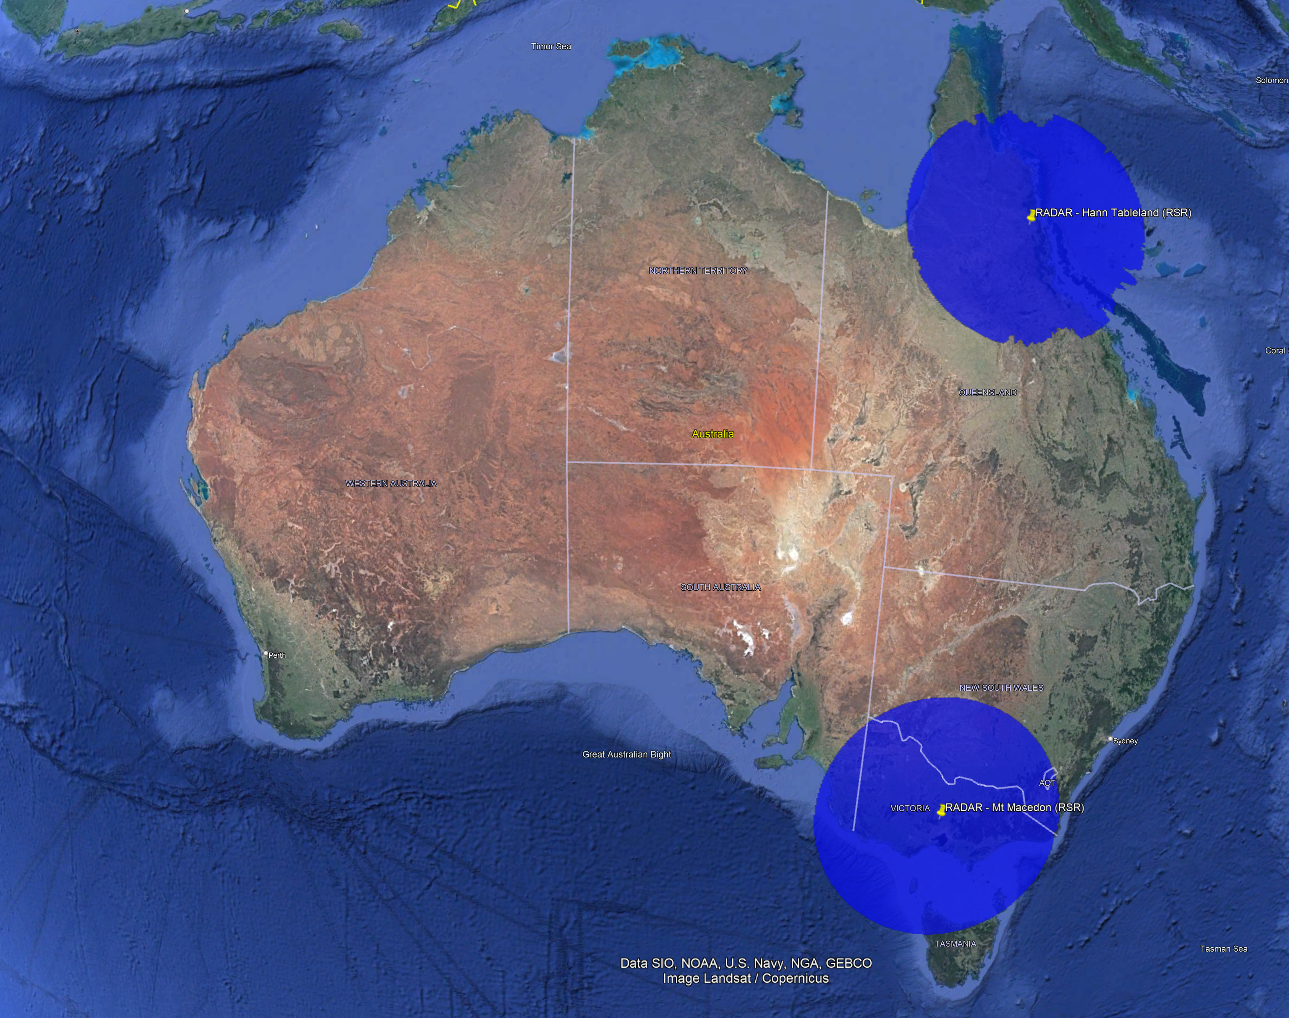 Timur Sea
Solomon
RADAR - Hann Tableland (RSR)
NORTHERN TERRITORY
Coral
QUEENSLAND
Australia
WESTERN AUSTRALIA
SOUTH AUSTRALIA
Perth
NEW SOUTH WALES
Sydney
Great Australian Bight
ACT
VICTORIA
RADAR - Mt Macedon (RSR)
TASMANIA
Tasman Sea
Data SIO, NOAA, U.S. Navy, NGA, GEBCO
Image Landsat / Copernicus